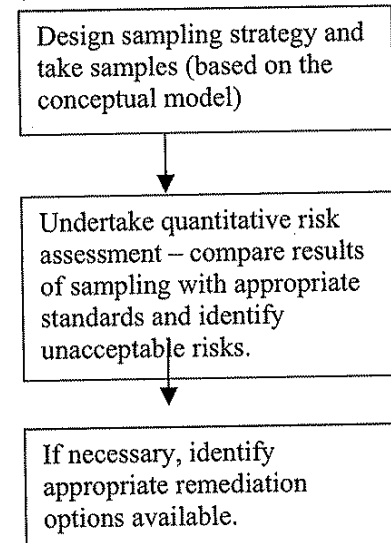 Design sampling strategy and
take samples (based on the
conceptual model)
Undertake quantitative risk
assessment – compare results
of sampling with appropriate
standards and identify
unacceptable risks.
If necessary, identify
appropriate remediation
options available.